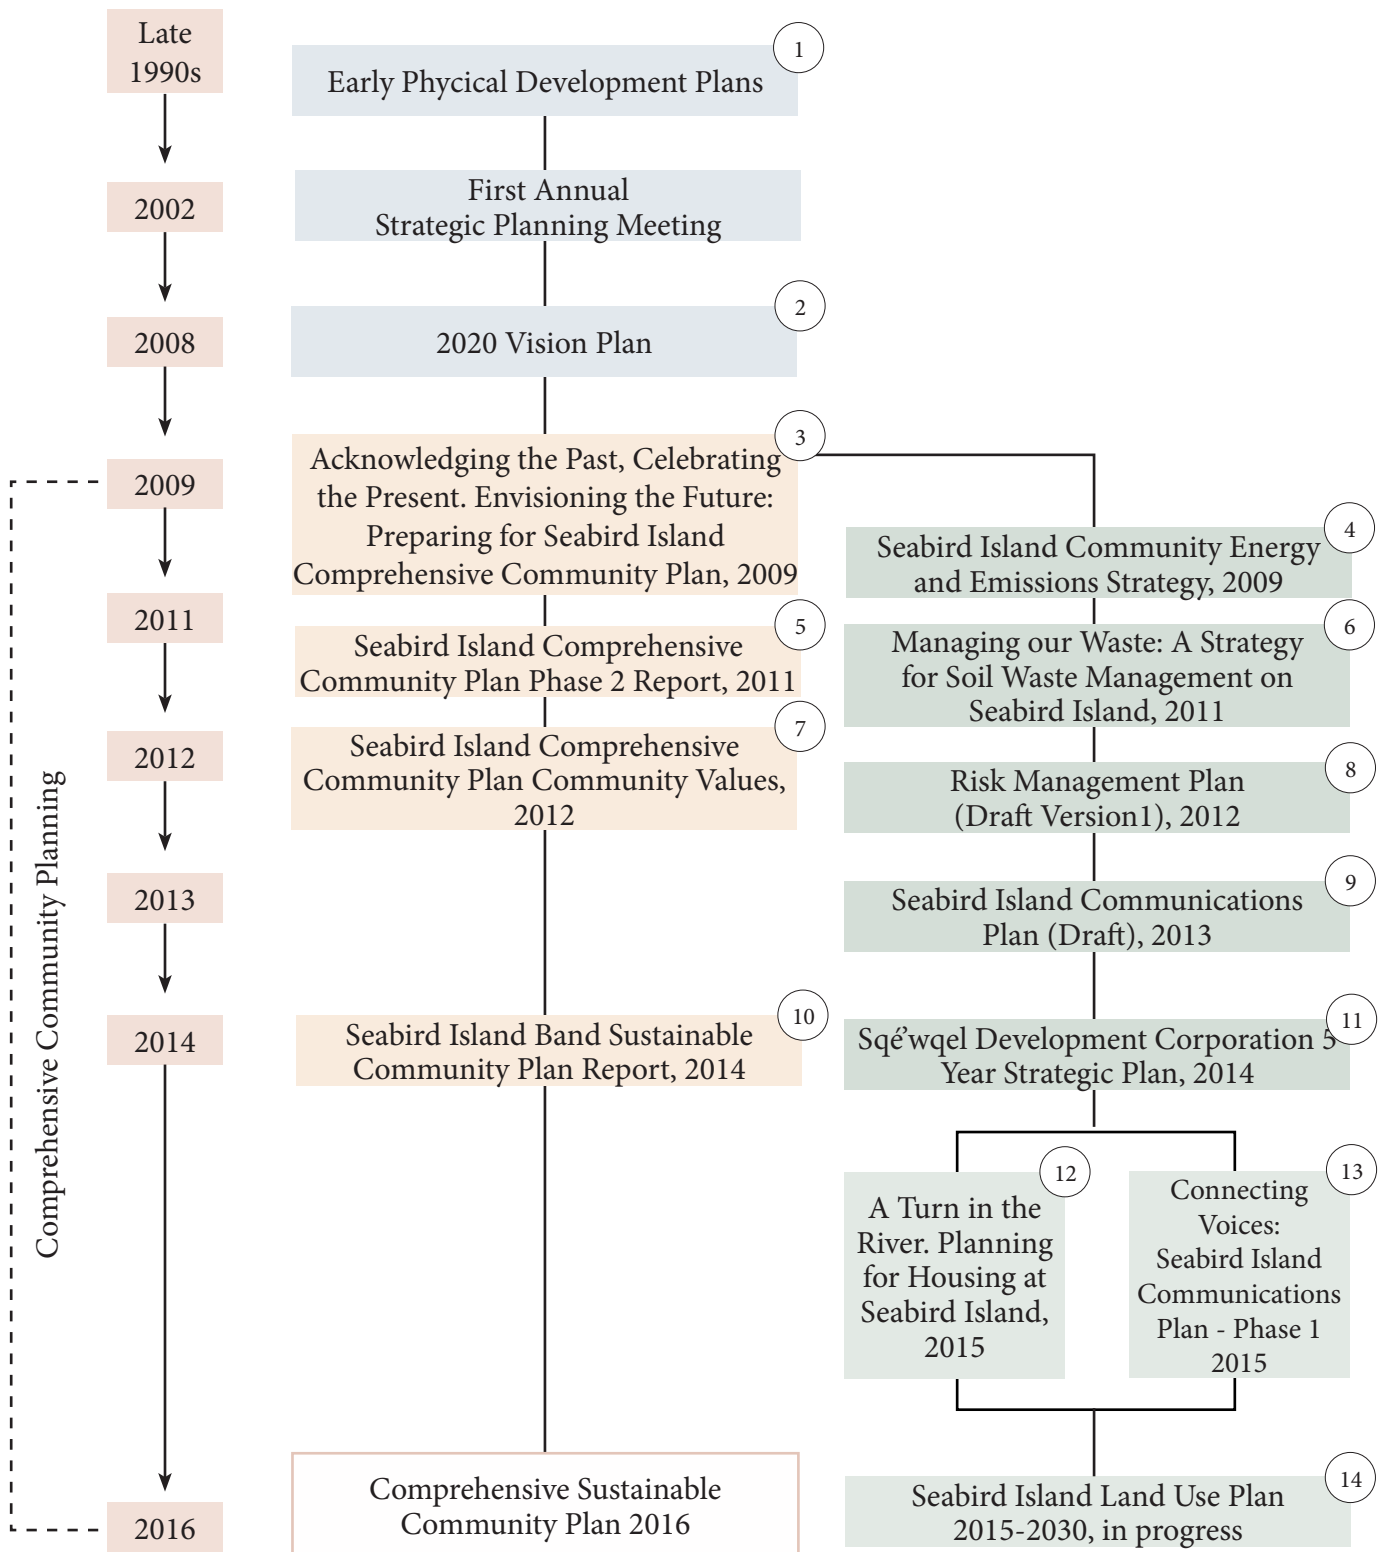 Late
1990s
1
Early Phycical Development Plans
2002
First Annual
Strategic Planning Meeting
2008
2
2020 Vision Plan
2009
3
Acknowledging the Past, Celebrating
the Present. Envisioning the Future:
Preparing for Seabird Island
Comprehensive Community Plan, 2009
4
Seabird Island Community Energy
and Emissions Strategy, 2009
2011
5
Seabird Island Comprehensive
Community Plan Phase 2 Report, 2011
6
Managing our Waste: A Strategy
for Soil Waste Management on
Seabird Island, 2011
2012
7
Seabird Island Comprehensive
Community Plan Community Values,
2012
8
Risk Management Plan
(Draft Version1), 2012
2013
9
Seabird Island Communications
Plan (Draft), 2013
2014
10
Seabird Island Band Sustainable
Community Plan Report, 2014
11
Sqé’wqel Development Corporation 5
Year Strategic Plan, 2014
12
A Turn in the
River. Planning
for Housing at
Seabird Island,
2015
13
Connecting
Voices:
Seabird Island
Communications
Plan - Phase 1
2015
2016
Comprehensive Sustainable
Community Plan 2016
14
Seabird Island Land Use Plan
2015-2030, in progress
Comprehensive Community Planning